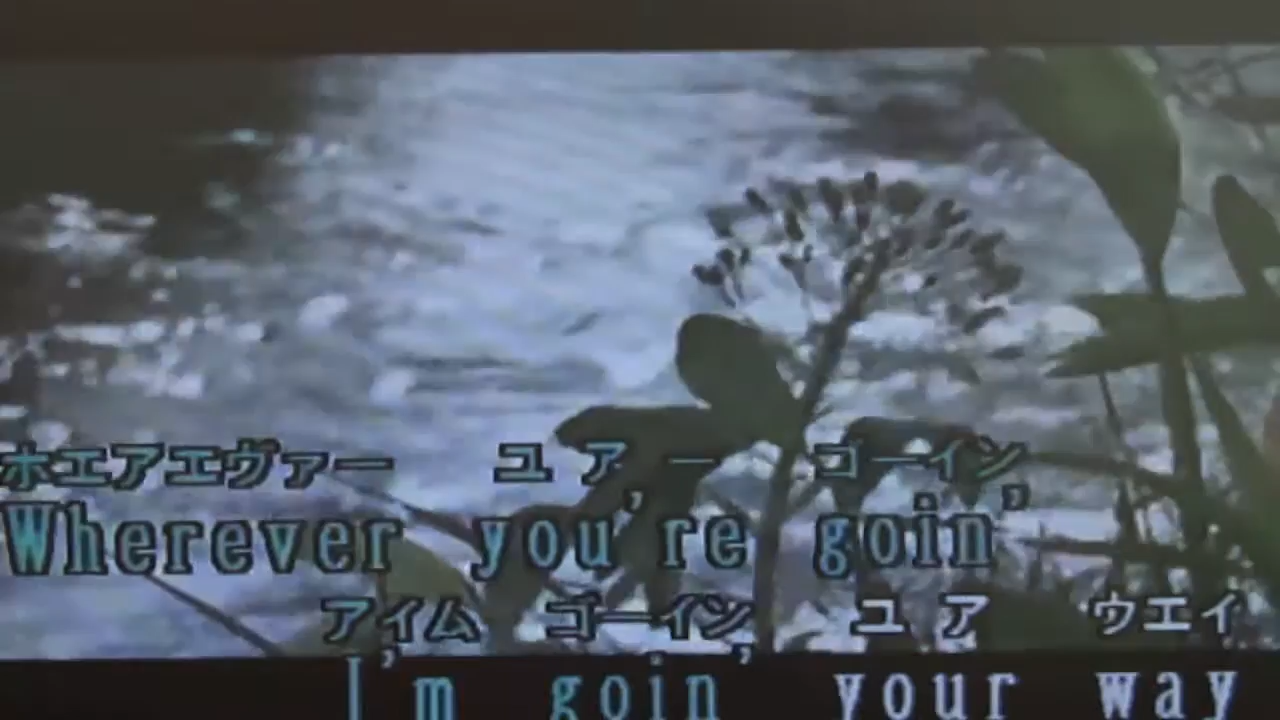 ホエアエヴァー ユアー ゴーイン
Wherever you're goin'
アイム ゴーイン ユア ウエイ
I'm goin' your way